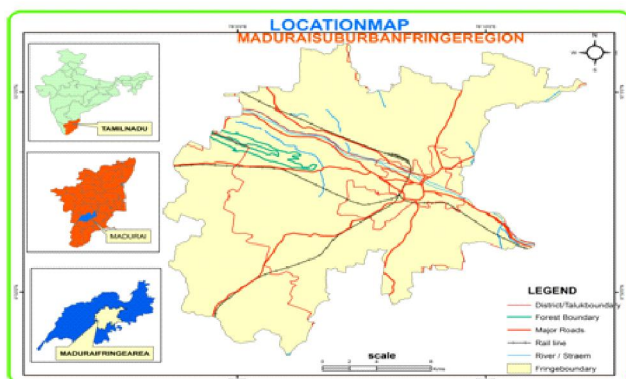 LOCATIONMAP
MADURAISUBURBANFRINGEREGION
TAMILNADU
MADURAI
MADURAIFRINGEAREA
N
W
E
S
LEGEND
District/Talukboundary
Forest Boundary
Major Roads
Rail line
River / Straem
Fringeboundary
scale